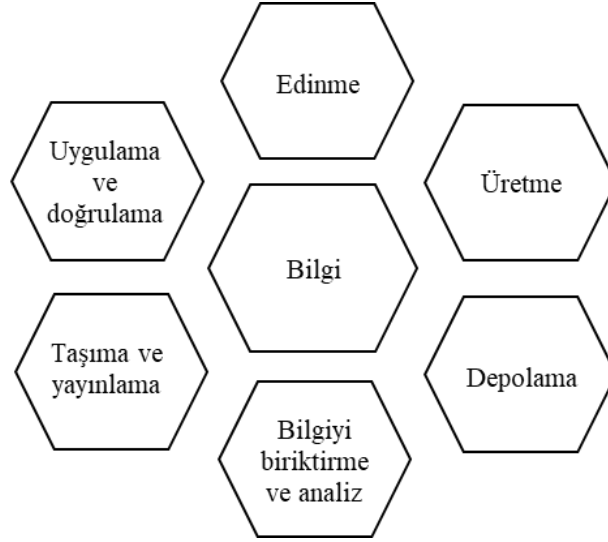 Edinme
Üretme
Depolama
Bilgiyi
biriktirme
ve analiz
Taşıma ve
yayınlama
Uygulama
ve
doğrulama
Bilgi